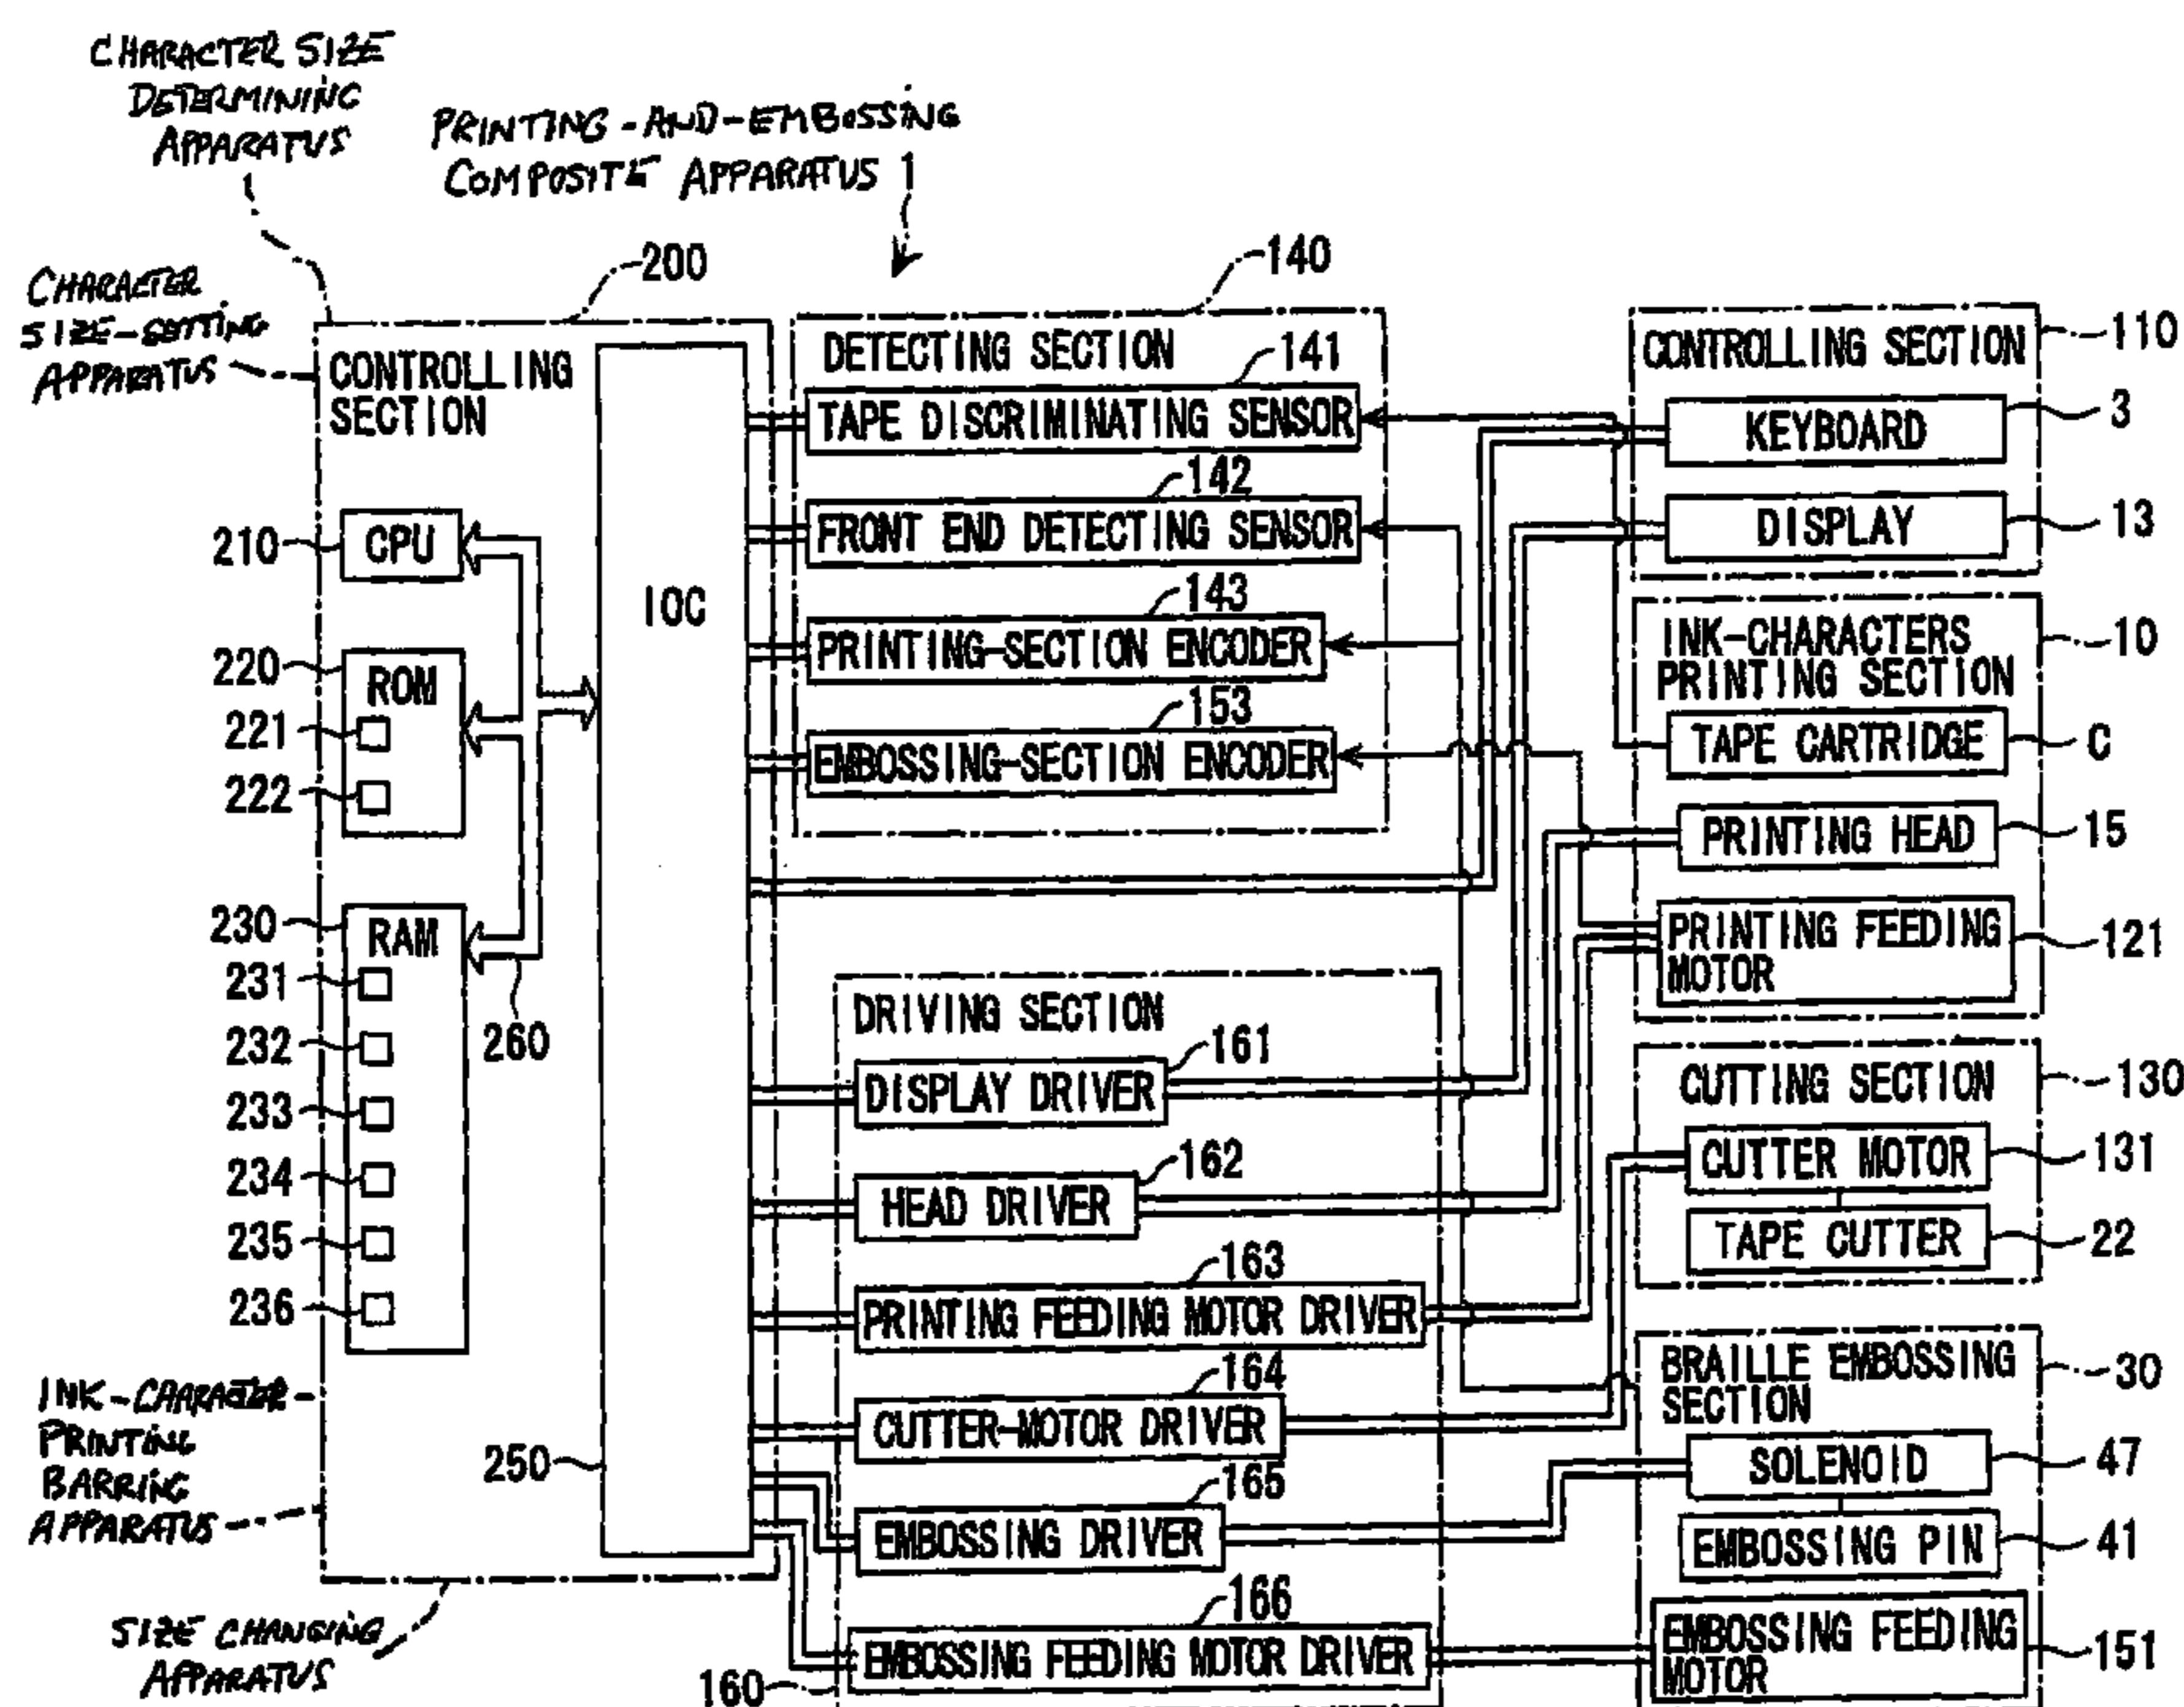 CHARACTER SIZE
DETERMINING
APPARATUS
PRINTING-AND-EMBOSSING
COMPOSITE APPARATUS 1
CHARACTER
SIZE-SETTING
APPARATUS
200
CONTROLLING
SECTION
210
CPU
220
ROM
221
222
230
RAM
231
232
233
234
235
236
260
IOC
250
INK-CHARACTER-
PRINTING
BARRING
APPARATUS
SIZE CHANGING
APPARATUS
140
DETECTING SECTION
141
TAPE DISCRIMINATING SENSOR
142
FRONT END DETECTING SENSOR
143
PRINTING-SECTION ENCODER
153
EMBOSSING-SECTION ENCODER
DRIVING SECTION
161
DISPLAY DRIVER
162
HEAD DRIVER
163
PRINTING FEEDING MOTOR DRIVER
164
CUTTER-MOTOR DRIVER
165
EMBOSSING DRIVER
166
EMBOSSING FEEDING MOTOR DRIVER
160
CONTROLLING SECTION
110
KEYBOARD
3
DISPLAY
13
INK-CHARACTERS
PRINTING SECTION
10
TAPE CARTRIDGE
C
PRINTING HEAD
15
PRINTING FEEDING
MOTOR
121
CUTTING SECTION
130
CUTTER MOTOR
131
TAPE CUTTER
22
BRAILLE EMBOSSING
SECTION
30
SOLENOID
47
EMBOSSING PIN
41
EMBOSSING FEEDING
MOTOR
151